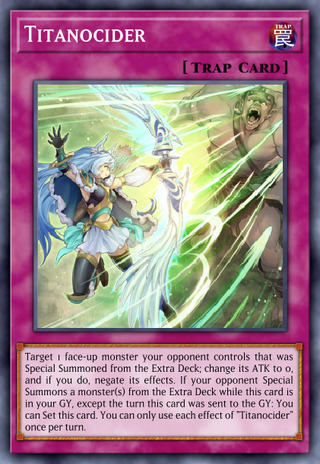 TITANOCIDER
TRAP
罠
[TRAP CARD]
Target 1 face-up monster your opponent controls that was
Special Summoned from the Extra Deck; change its ATK to 0,
and if you do, negate its effects. If your opponent Special
Summons a monster(s) from the Extra Deck while this card is
in your GY, except the turn this card was sent to the GY: You
can Set this card. You can only use each effect of "Titanocider"
once per turn.